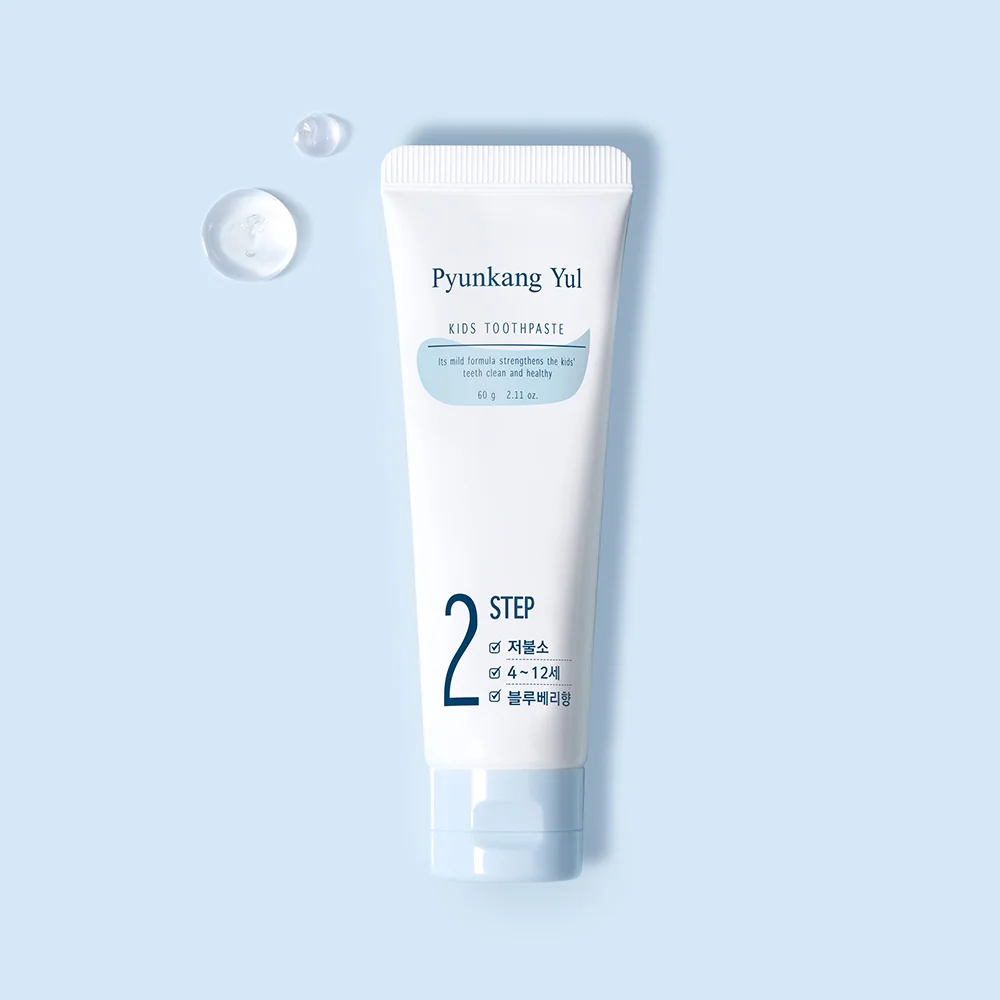 Pyunkang Yul
KIDS TOOTHPASTE
Its mild formula strengthens the kids'
teeth clean and healthy
60 g 2.11 oz.
2 STEP
저불소
4~12세
블루베리향